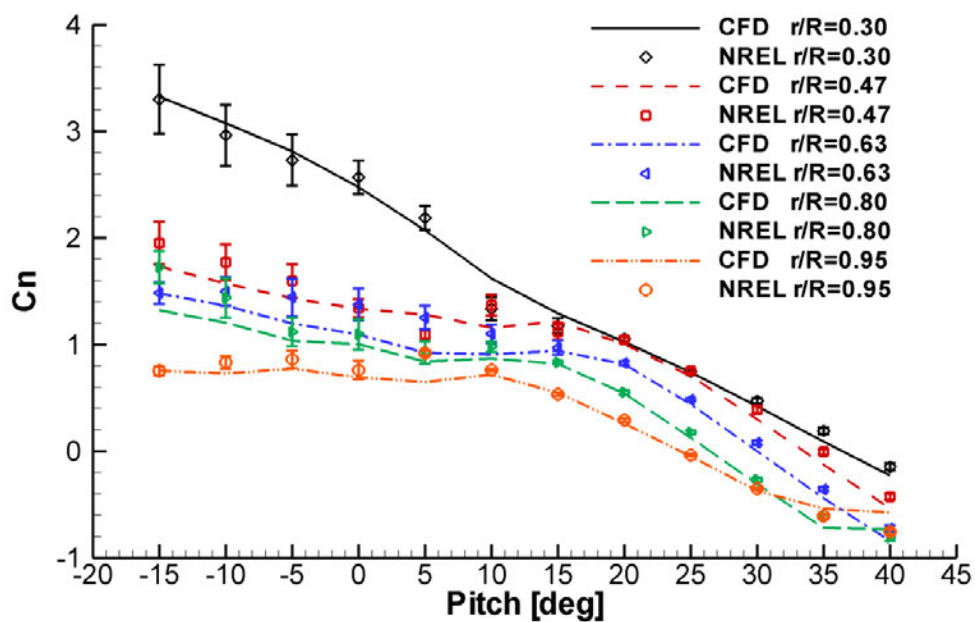 4
3
2
1
0
-1
Cn
CFD r/R=0.30
NREL r/R=0.30
CFD r/R=0.47
NREL r/R=0.47
CFD r/R=0.63
NREL r/R=0.63
CFD r/R=0.80
NREL r/R=0.80
CFD r/R=0.95
NREL r/R=0.95
-20 -15 -10 -5 0 5 10 15 20 25 30 35 40 45
Pitch [deg]